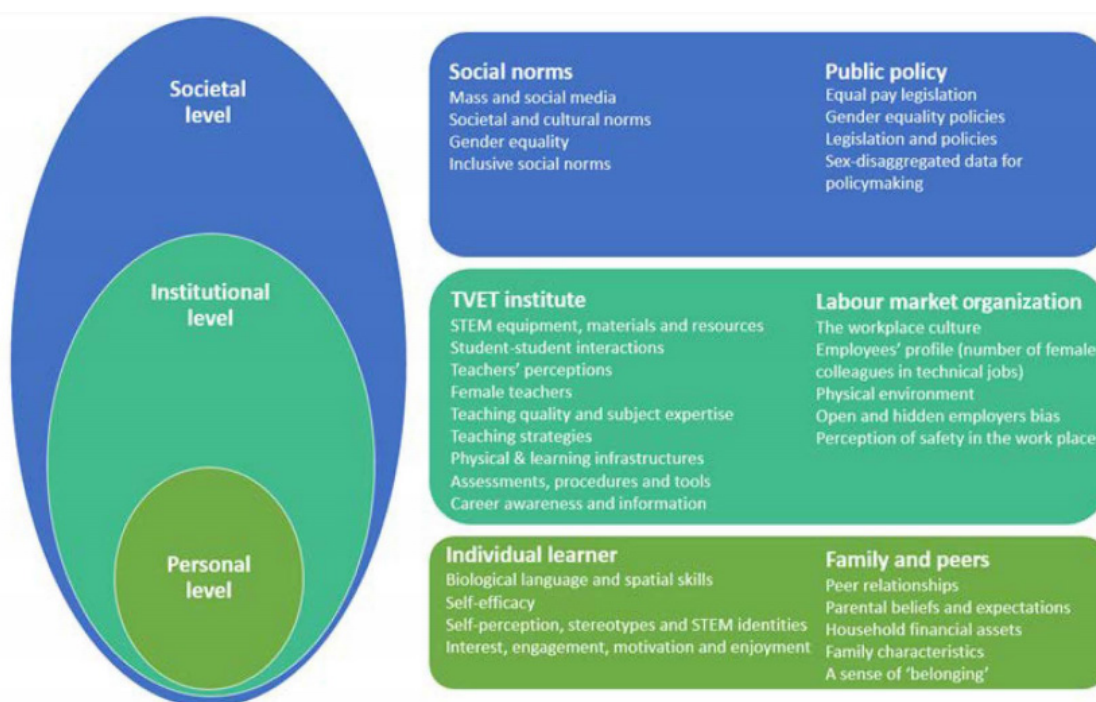 Societal
level
Institutional
level
Personal
level
Social norms
Mass and social media
Societal and cultural norms
Gender equality
Inclusive social norms
Public policy
Equal pay legislation
Gender equality policies
Legislation and policies
Sex-disaggregated data for
policymaking
TVET institute
STEM equipment, materials and resources
Student-student interactions
Teachers' perceptions
Female teachers
Teaching quality and subject expertise
Teaching strategies
Physical & learning infrastructures
Assessments, procedures and tools
Career awareness and information
Labour market organization
The workplace culture
Employees' profile (number of female
colleagues in technical jobs)
Physical environment
Open and hidden employers bias
Perception of safety in the work place
Individual learner
Biological language and spatial skills
Self-efficacy
Self-perception, stereotypes and STEM identities
Interest, engagement, motivation and enjoyment
Family and peers
Peer relationships
Parental beliefs and expectations
Household financial assets
Family characteristics
A sense of 'belonging'